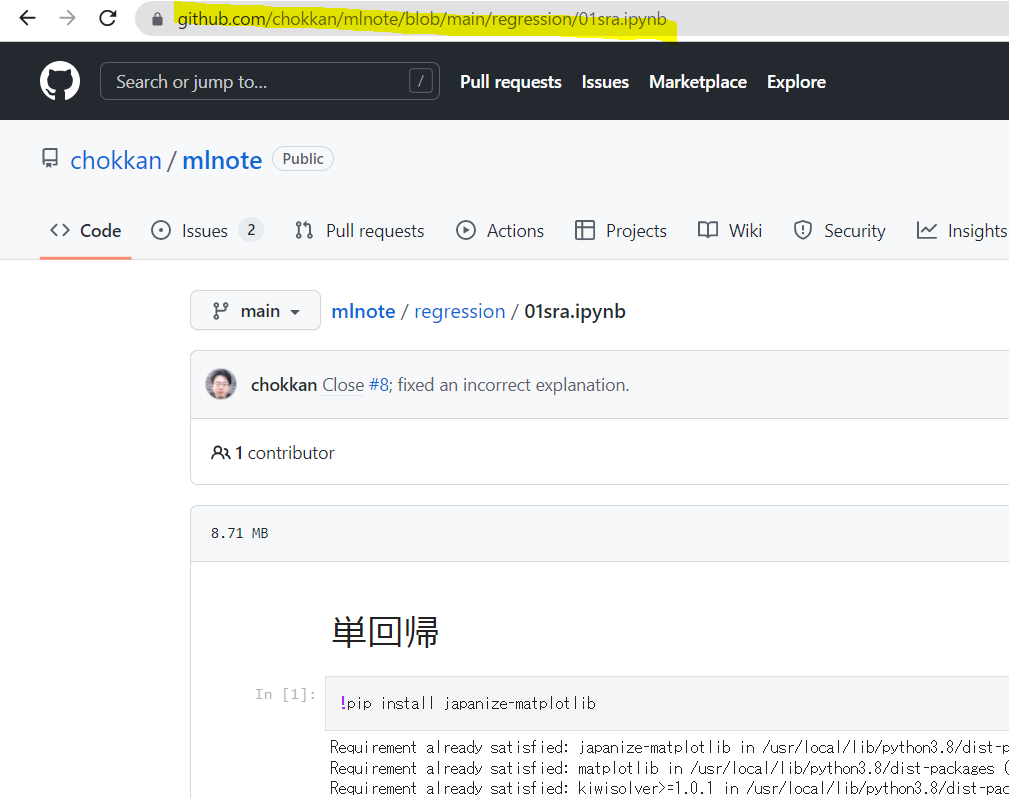 github.com/chokkan/mlnote/blob/main/regression/01sra.ipynb
Search or jump to... /
Pull requests Issues Marketplace Explore
chokkan / mlnote Public
Code Issues 2 Pull requests Actions Projects Wiki Security Insights
main mlnote / regression / 01sra.ipynb
chokkan Close #8; fixed an incorrect explanation.
1 contributor
8.71 MB
単回帰
In [1]: !pip install japanize-matplotlib
Requirement already satisfied: japanize-matplotlib in /usr/local/lib/python3.8/dist-p
Requirement already satisfied: matplotlib in /usr/local/lib/python3.8/dist-packages (
Requirement already satisfied: kiwisolver>=1.0.1 in /usr/local/lib/python3.8/dist-pac